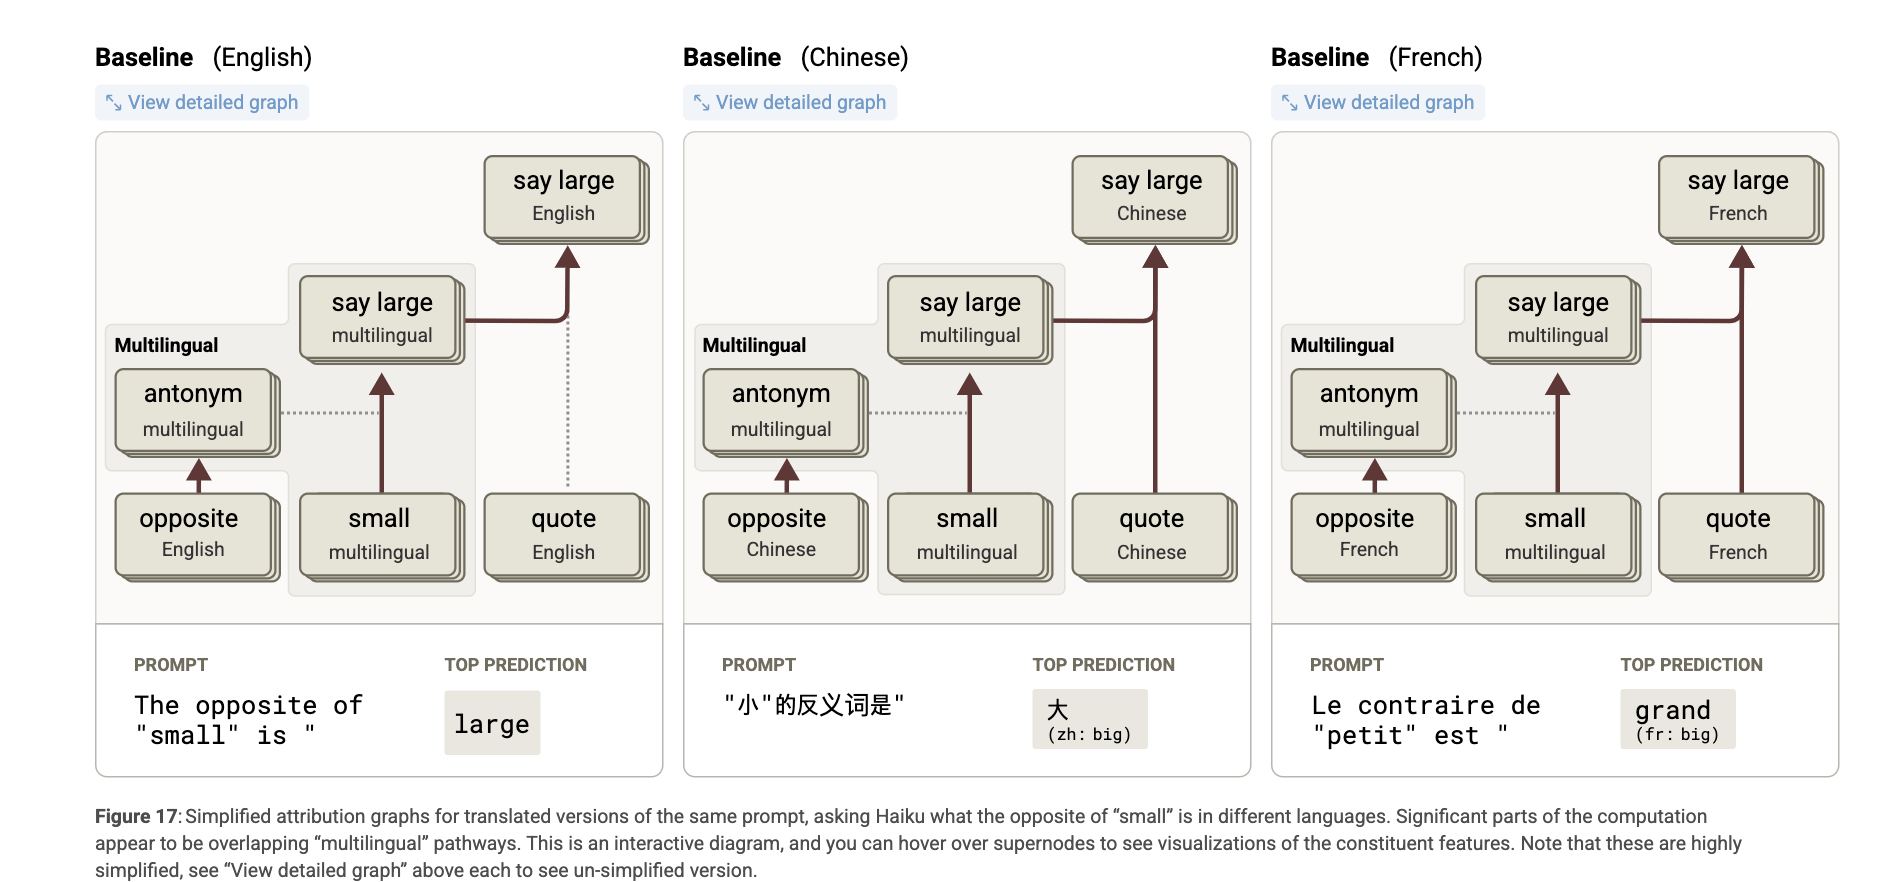 Baseline (English)
View detailed graph
say large
English
say large
multilingual
Multilingual
antonym
multilingual
opposite
English
small
multilingual
quote
English
PROMPT
The opposite of
"small" is "
TOP PREDICTION
large
Baseline (Chinese)
View detailed graph
say large
Chinese
say large
multilingual
Multilingual
antonym
multilingual
opposite
Chinese
small
multilingual
quote
Chinese
PROMPT
"小"的反义词是"
TOP PREDICTION
大
(zh: big)
Baseline (French)
View detailed graph
say large
French
say large
multilingual
Multilingual
antonym
multilingual
opposite
French
small
multilingual
quote
French
PROMPT
Le contraire de
"petit" est "
TOP PREDICTION
grand
(fr: big)
Figure 17: Simplified attribution graphs for translated versions of the same prompt, asking Haiku what the opposite of “small” is in different languages. Significant parts of the computation
appear to be overlapping “multilingual” pathways. This is an interactive diagram, and you can hover over supernodes to see visualizations of the constituent features. Note that these are highly
simplified, see “View detailed graph” above each to see un-simplified version.